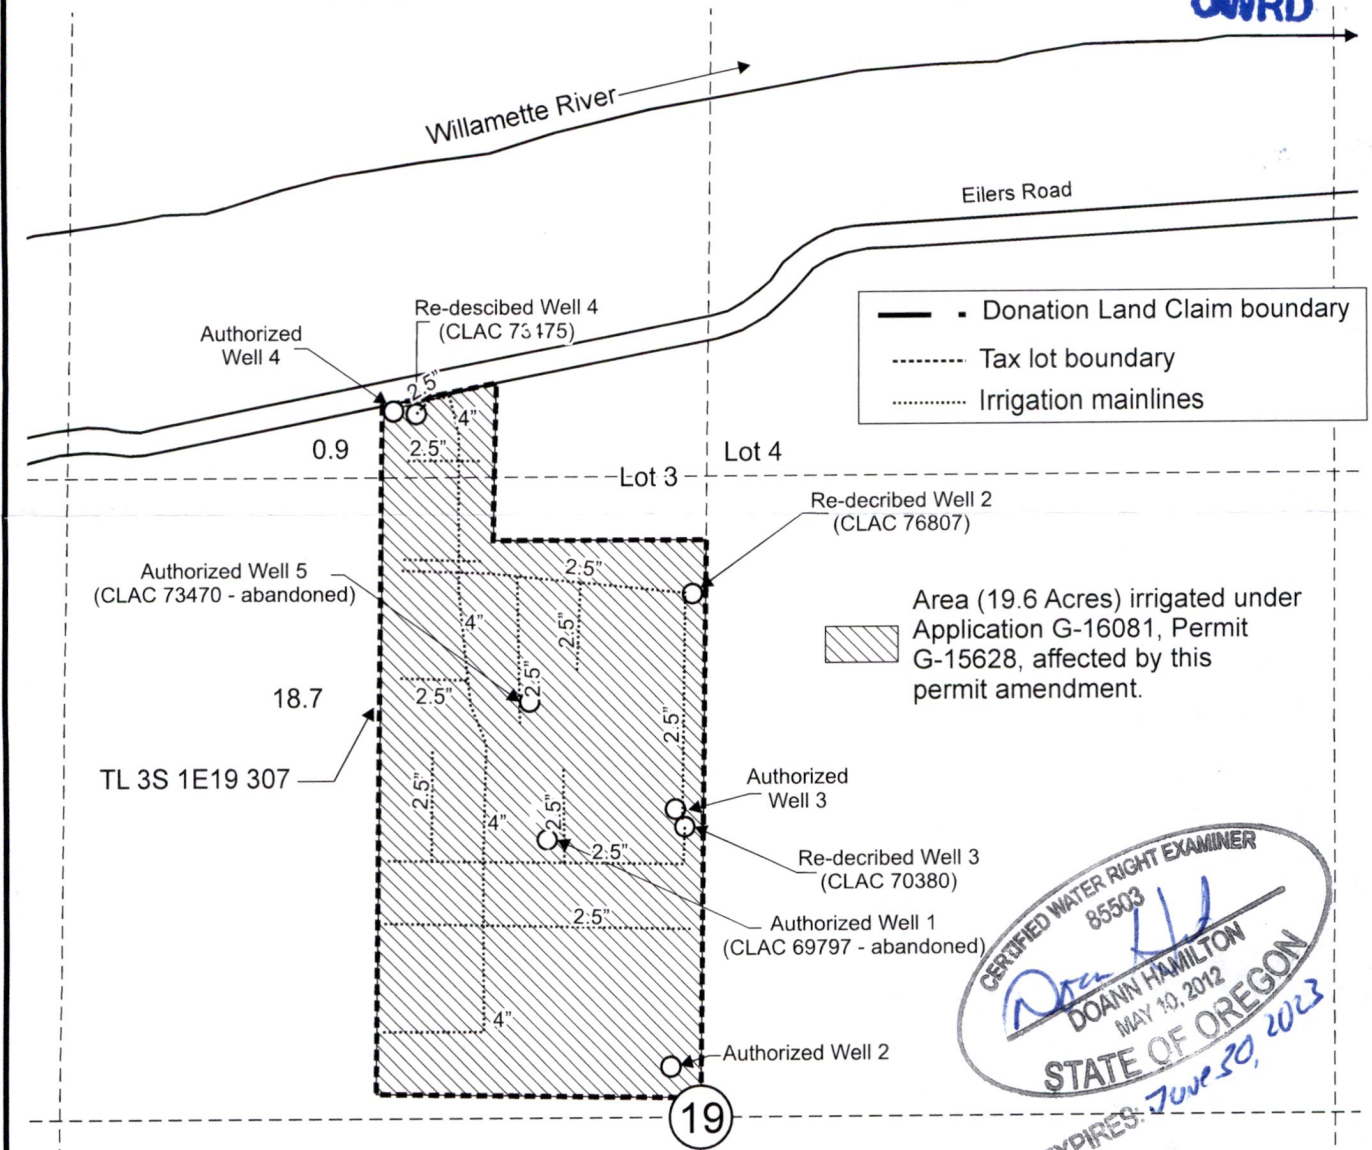 OWRD
Willamette River
Eilers Road
Re-descibed Well 4
(CLAC 73475)
Authorized
Well 4
Donation Land Claim boundary
Tax lot boundary
Irrigation mainlines
2.5"
4"
0.9
2.5"
Lot 3
Lot 4
Re-decribed Well 2
(CLAC 76807)
Authorized Well 5
(CLAC 73470 - abandoned)
2.5"
4"
2.5"
Area (19.6 Acres) irrigated under
Application G-16081, Permit
G-15628, affected by this
permit amendment.
18.7
2.5"
2.5"
2.5"
TL 3S 1E19 307
Authorized
Well 3
2.5"
2.5"
4"
2.5"
Re-decribed Well 3
(CLAC 70380)
2.5"
Authorized Well 1
(CLAC 69797 - abandoned)
4"
Authorized Well 2
19
CERTIFIED WATER RIGHT EXAMINER
85503
DOANN HAMILTON
MAY 10, 2012
STATE OF OREGON
EXPIRES: June 30, 2023